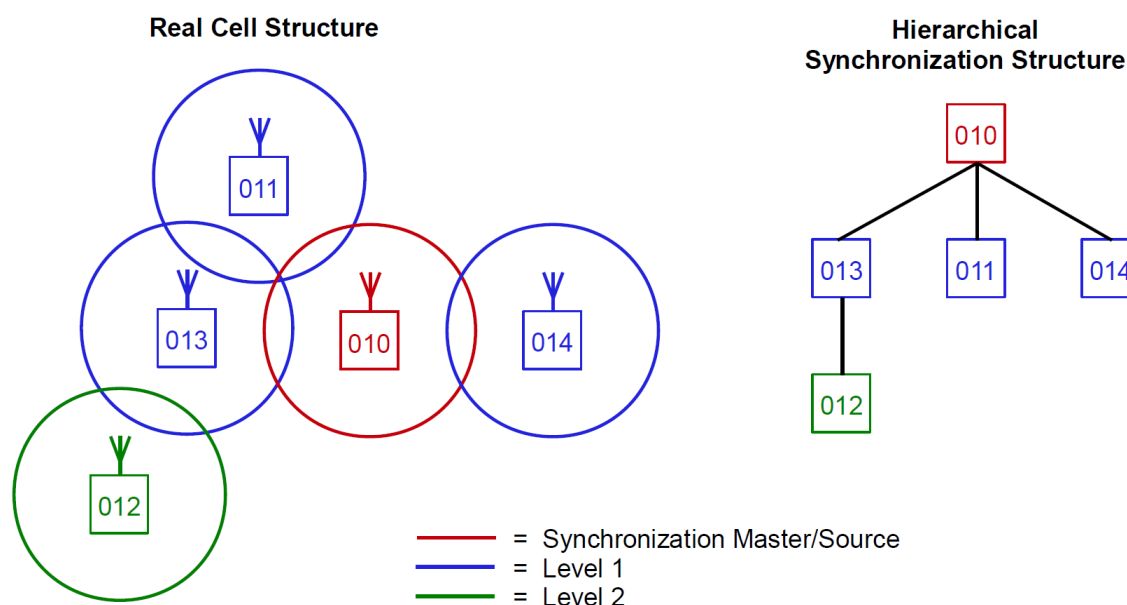 Real Cell Structure
011
013
010
014
012
Hierarchical
Synchronization Structure
010
013
011
014
012
= Synchronization Master/Source
= Level 1
= Level 2